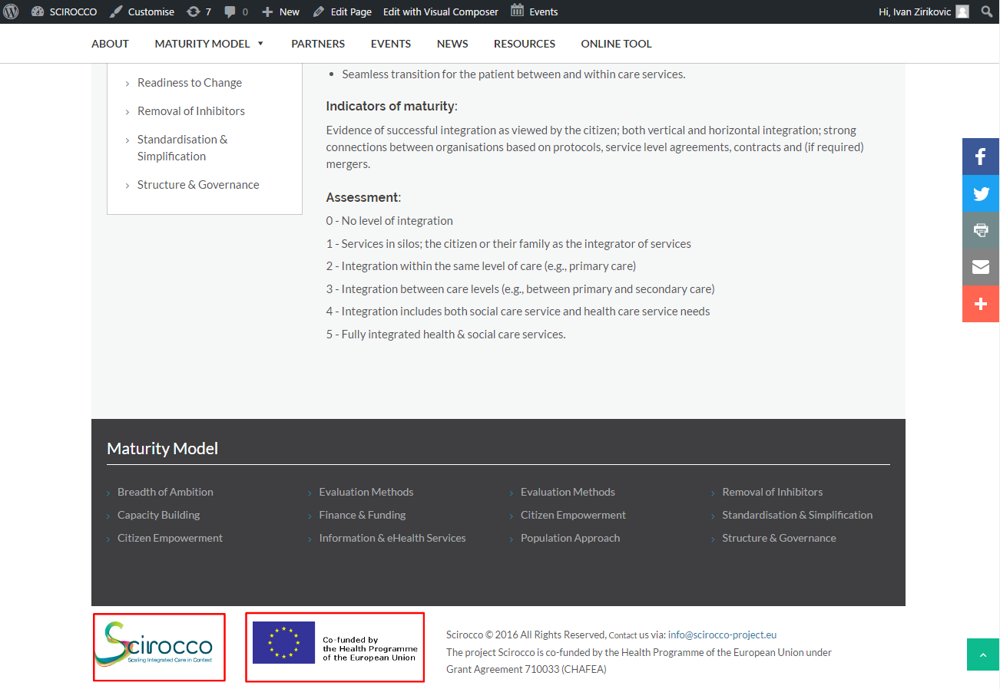 SCIROCCO Customise 7 0 New Edit Page Edit with Visual Composer Events Hi, Ivan Zirikovic
ABOUT MATURITY MODEL PARTNERS EVENTS NEWS RESOURCES ONLINE TOOL
Readiness to Change
Removal of Inhibitors
Standardisation &
Simplification
Structure & Governance
• Seamless transition for the patient between and within care services.
Indicators of maturity:
Evidence of successful integration as viewed by the citizen; both vertical and horizontal integration; strong
connections between organisations based on protocols, service level agreements, contracts and (if required)
mergers.
Assessment:
0 - No level of integration
1 - Services in silos; the citizen or their family as the integrator of services
2 - Integration within the same level of care (e.g., primary care)
3 - Integration between care levels (e.g., between primary and secondary care)
4 - Integration includes both social care service and health care service needs
5 - Fully integrated health & social care services.
Maturity Model
Breadth of Ambition
Capacity Building
Citizen Empowerment
Evaluation Methods
Finance & Funding
Information & eHealth Services
Evaluation Methods
Citizen Empowerment
Population Approach
Removal of Inhibitors
Standardisation & Simplification
Structure & Governance
Scirocco
Scaling Integrated Care in Context
Co-funded by
the Health Programme
of the European Union
Scirocco © 2016 All Rights Reserved, Contact us via: info@scirocco-project.eu
The project Scirocco is co-funded by the Health Programme of the European Union under
Grant Agreement 710033 (CHAFEA)